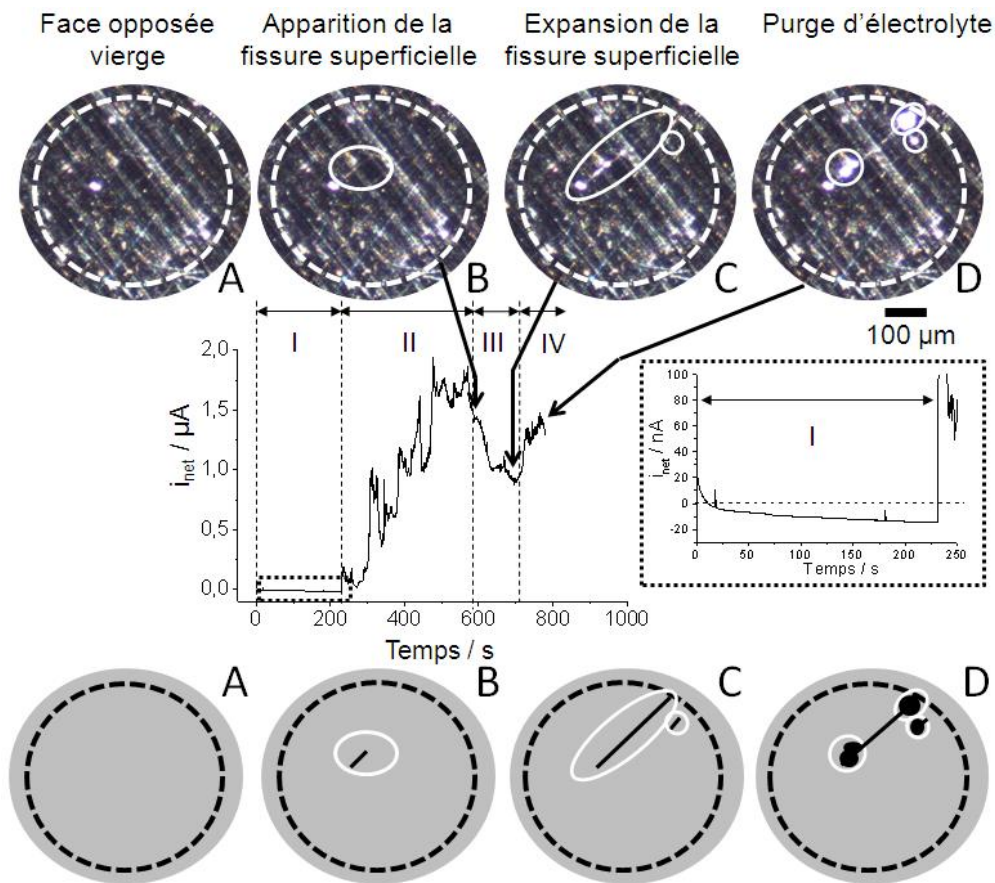 Face opposée
vierge
Apparition de la
fissure superficielle
Expansion de la
fissure superficielle
Purge d'électrolyte
A
B
C
D
100 µm
I
II
III
IV
2,0
1,5
1,0
0,5
0,0
i_net / µA
0 200 400 600 800 1000
Temps / s
100
80
60
40
20
0
-20
i_net / nA
I
0 50 100 150 200 250
Temps / s
A
B
C
D